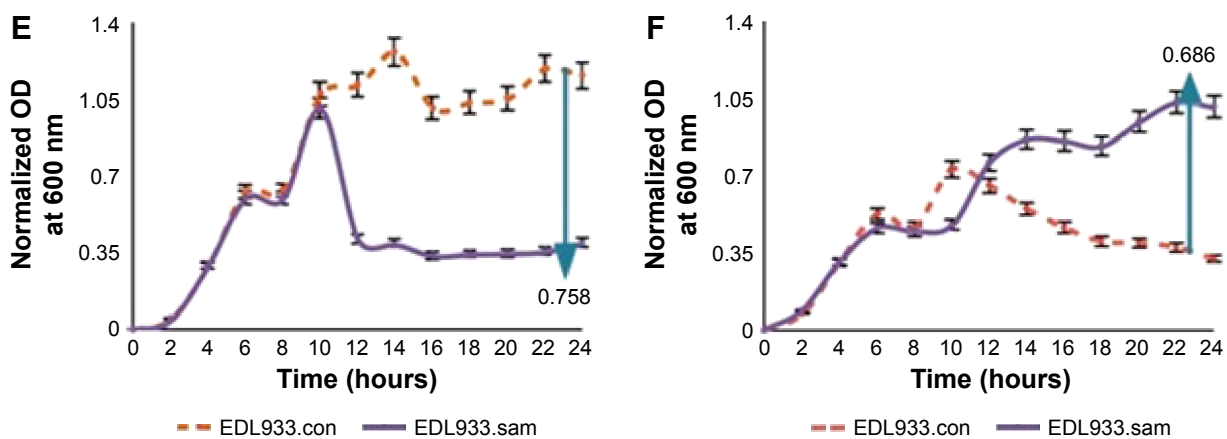 E
Normalized OD
at 600 nm
1.4
1.05
0.7
0.35
0
0.758
0 2 4 6 8 10 12 14 16 18 20 22 24
Time (hours)
EDL933.con EDL933.sam
F
Normalized OD
at 600 nm
1.4
1.05
0.7
0.35
0
0.686
0 2 4 6 8 10 12 14 16 18 20 22 24
Time (hours)
EDL933.con EDL933.sam